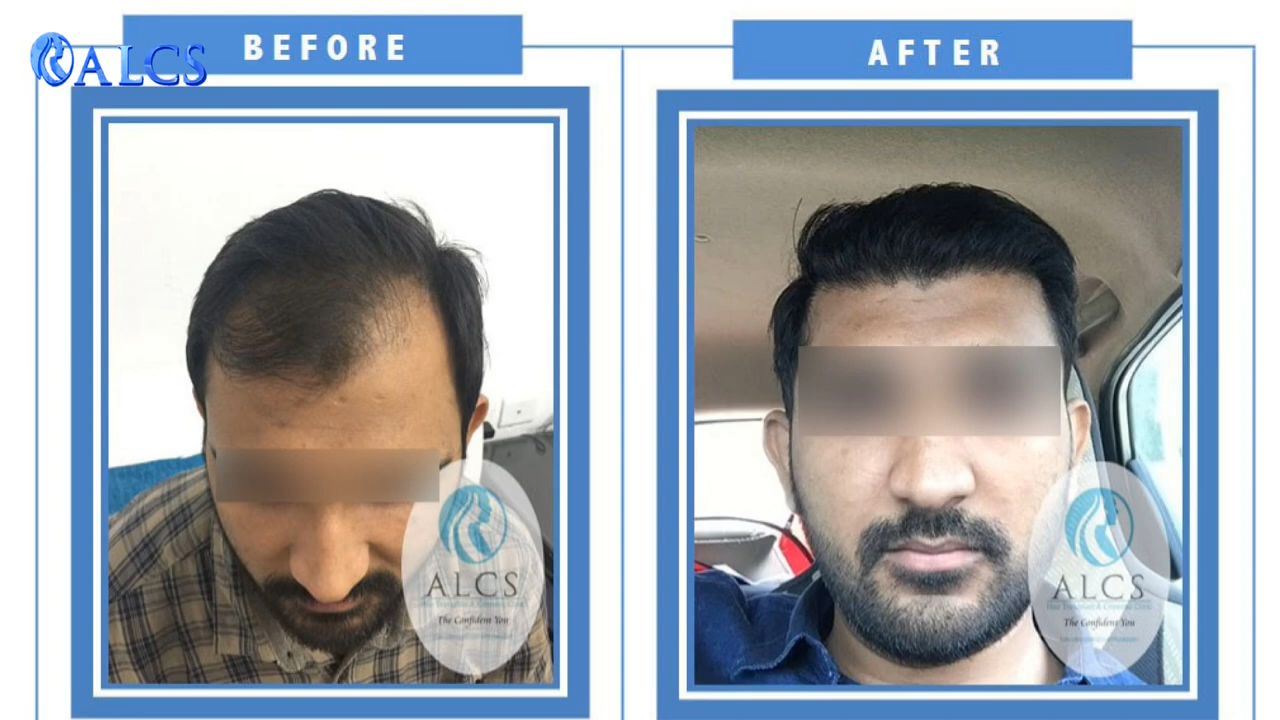 ALCS
BEFORE
AFTER
ALCS
The Confident You
ALCS
The Confident You